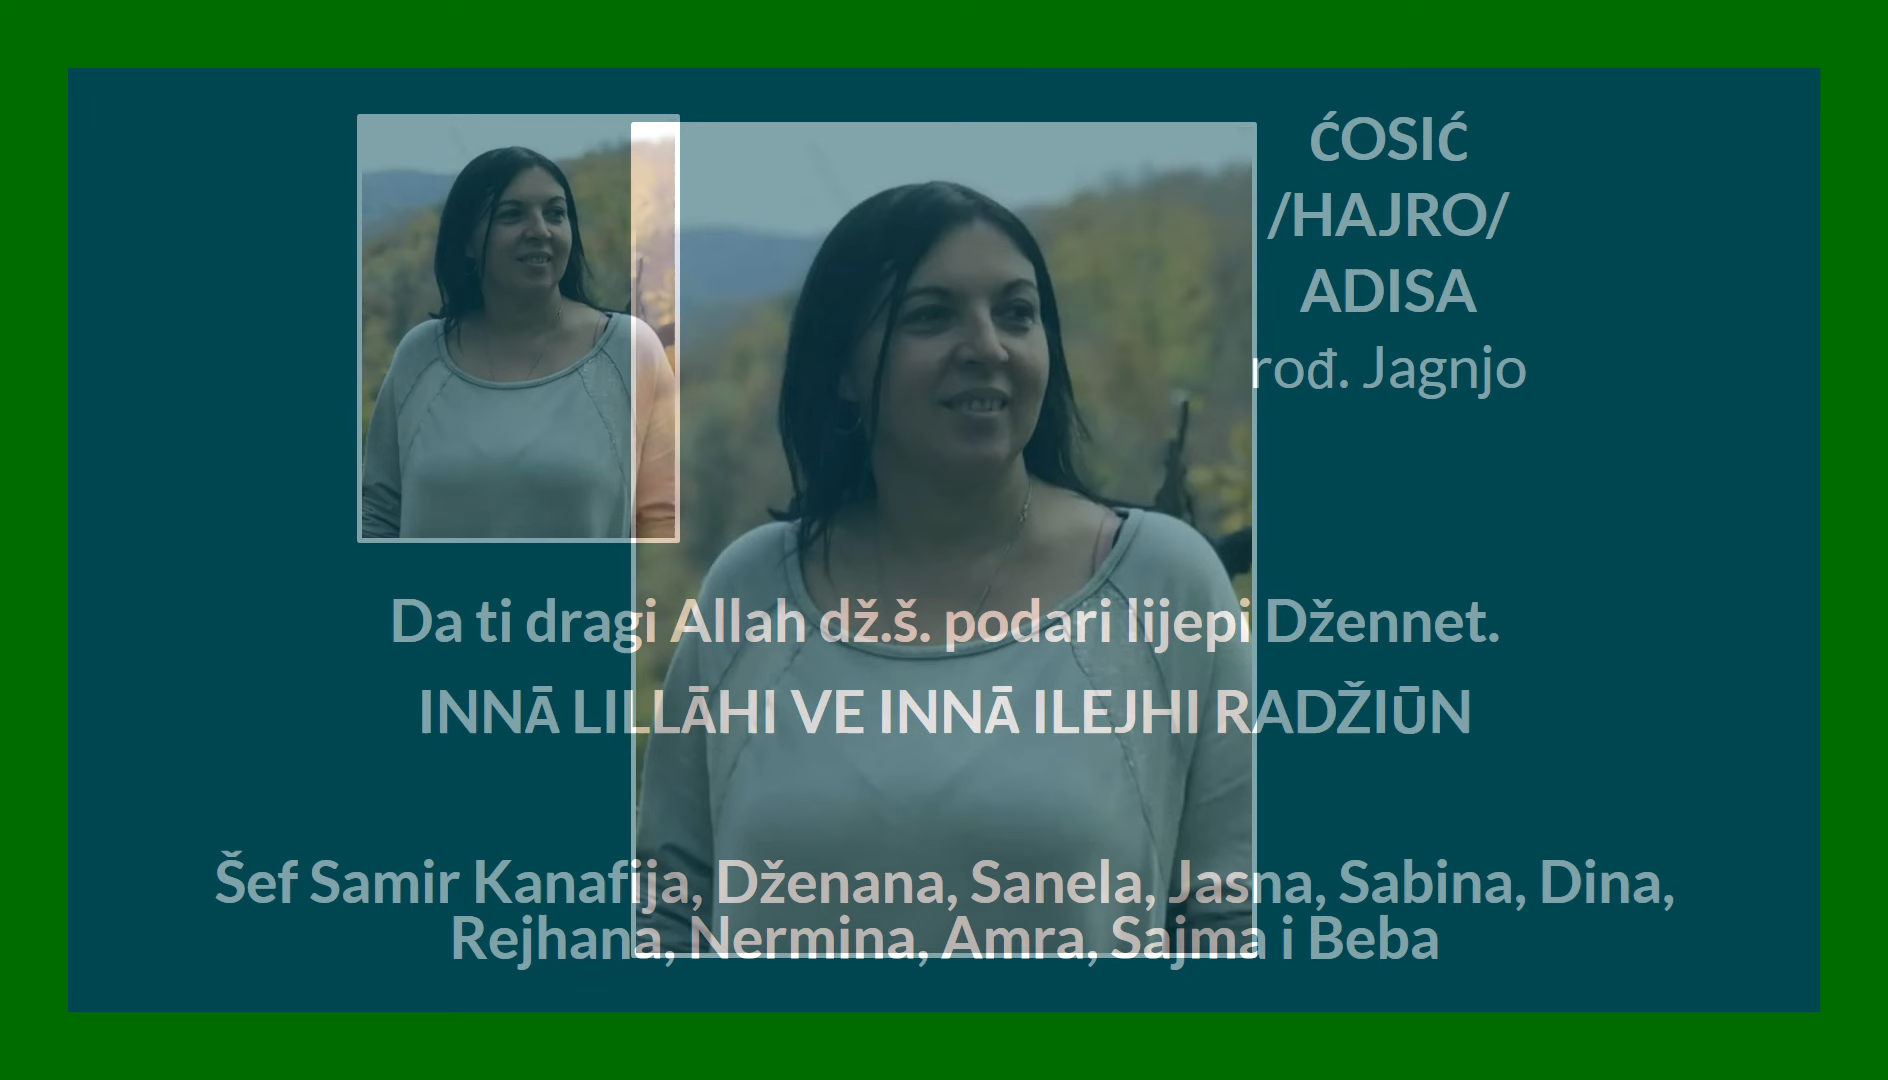 ĆOSIĆ
/HAJRO/
ADISA
rođ. Jagnjo
Da ti dragi Allah dž.š. podari lijepi Džennet.
INNĀ LILLĀHI VE INNĀ ILEJHI RADŽIŪN
Šef Samir Kanafija, Dženana, Sanela, Jasna, Sabina, Dina,
Rejhana, Nermina, Amra, Sajma i Beba